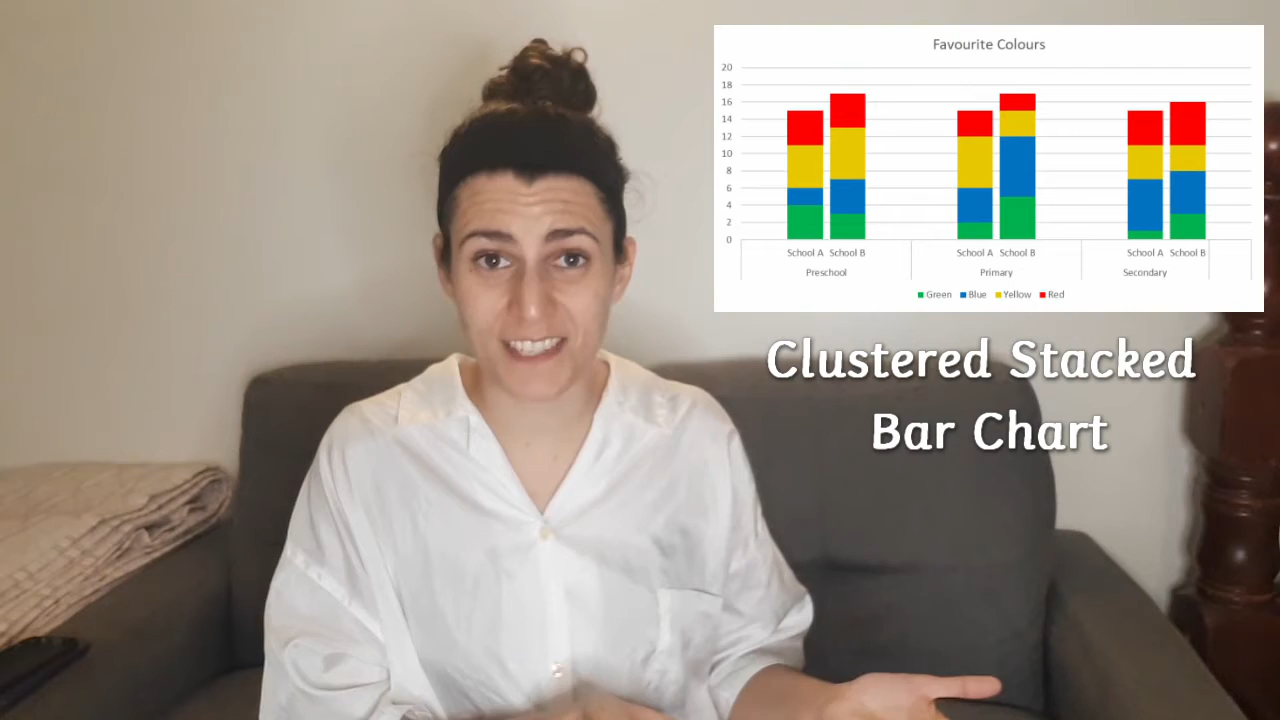 Favourite Colours
20
18
16
14
12
10
8
6
4
2
0
School A School B School A School B School A School B
Preschool Primary Secondary
Green Blue Yellow Red
Clustered Stacked
Bar Chart